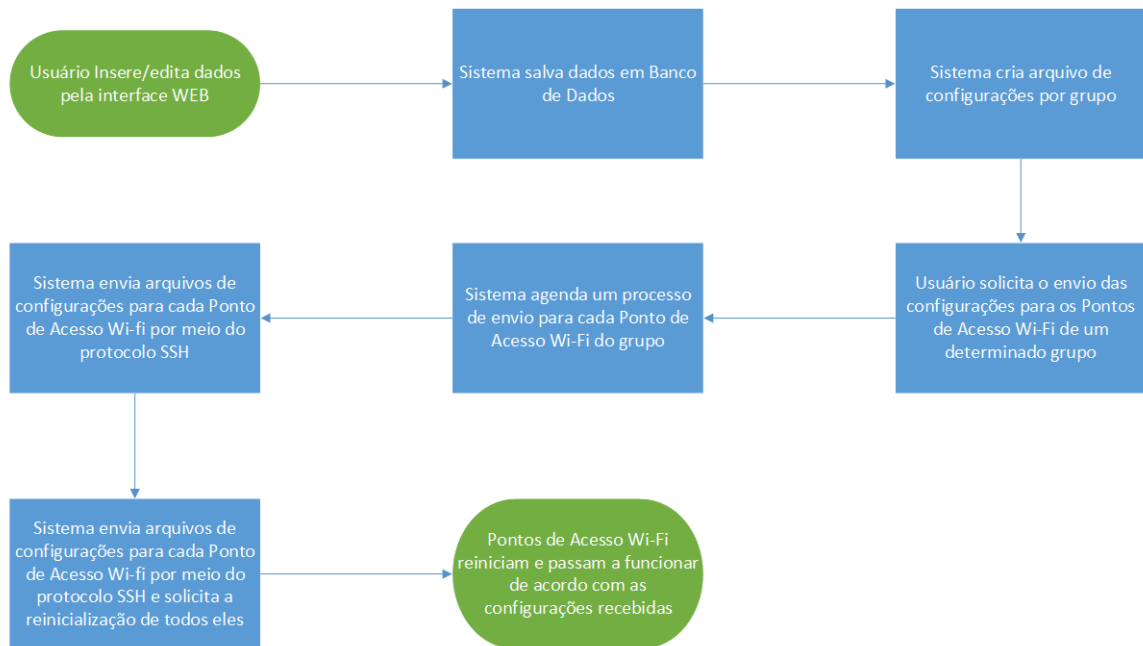 Usuário Insere/edita dados
pela interface WEB
Sistema salva dados em Banco
de Dados
Sistema cria arquivo de
configurações por grupo
Usuário solicita o envio das
configurações para os Pontos
de Acesso Wi-Fi de um
determinado grupo
Sistema agenda um processo
de envio para cada Ponto de
Acesso Wi-Fi do grupo
Sistema envia arquivos de
configurações para cada Ponto
de Acesso Wi-fi por meio do
protocolo SSH
Sistema envia arquivos de
configurações para cada Ponto
de Acesso Wi-fi por meio do
protocolo SSH e solicita a
reinicialização de todos eles
Pontos de Acesso Wi-Fi
reiniciam e passam a funcionar
de acordo com as
configurações recebidas